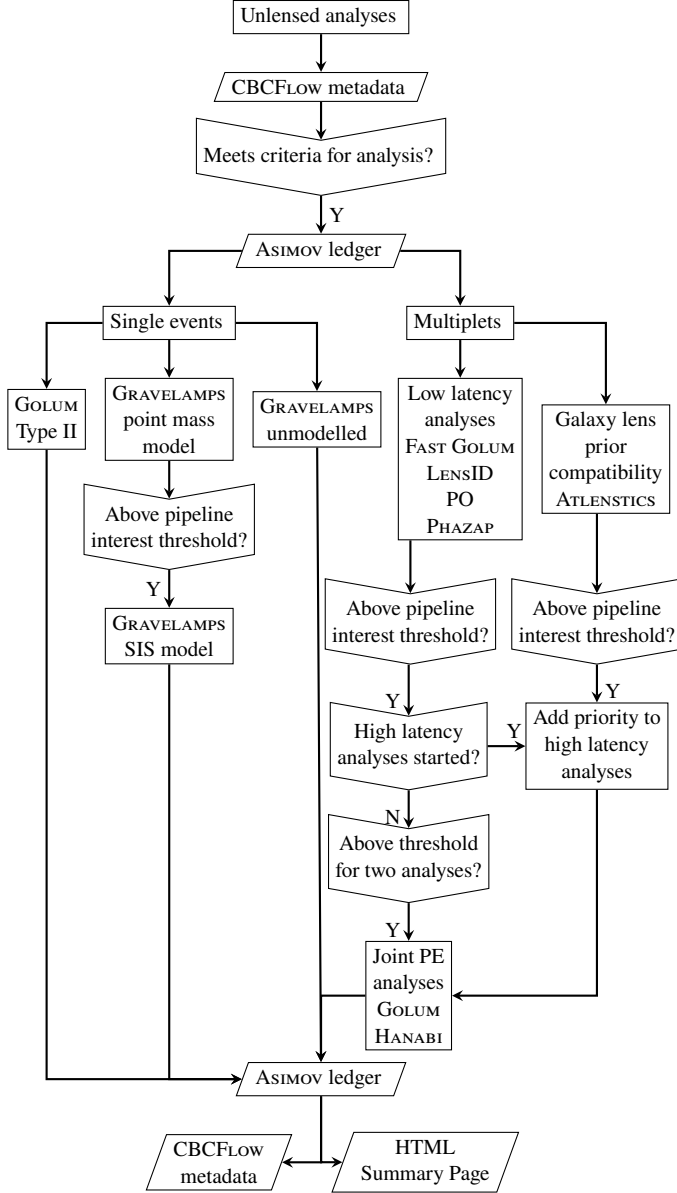 Unlensed analyses
CBCFLOW metadata
Meets criteria for analysis?
Y
ASIMOV ledger
Single events
Multiplets
GOLUM
Type II
GRAVELAMPS
point mass
model
GRAVELAMPS
unmodelled
Low latency
analyses
FAST GOLUM
LENSID
PO
PHAZAP
Galaxy lens
prior
compatibility
ATLENSTICS
Above pipeline
interest threshold?
Y
GRAVELAMPS
SIS model
Above pipeline
interest threshold?
Y
Above pipeline
interest threshold?
Y
High latency
analyses started?
Y
Add priority to
high latency
analyses
N
Above threshold
for two analyses?
Y
Joint PE
analyses
GOLUM
HANABI
ASIMOV ledger
CBCFLOW
metadata
HTML
Summary Page